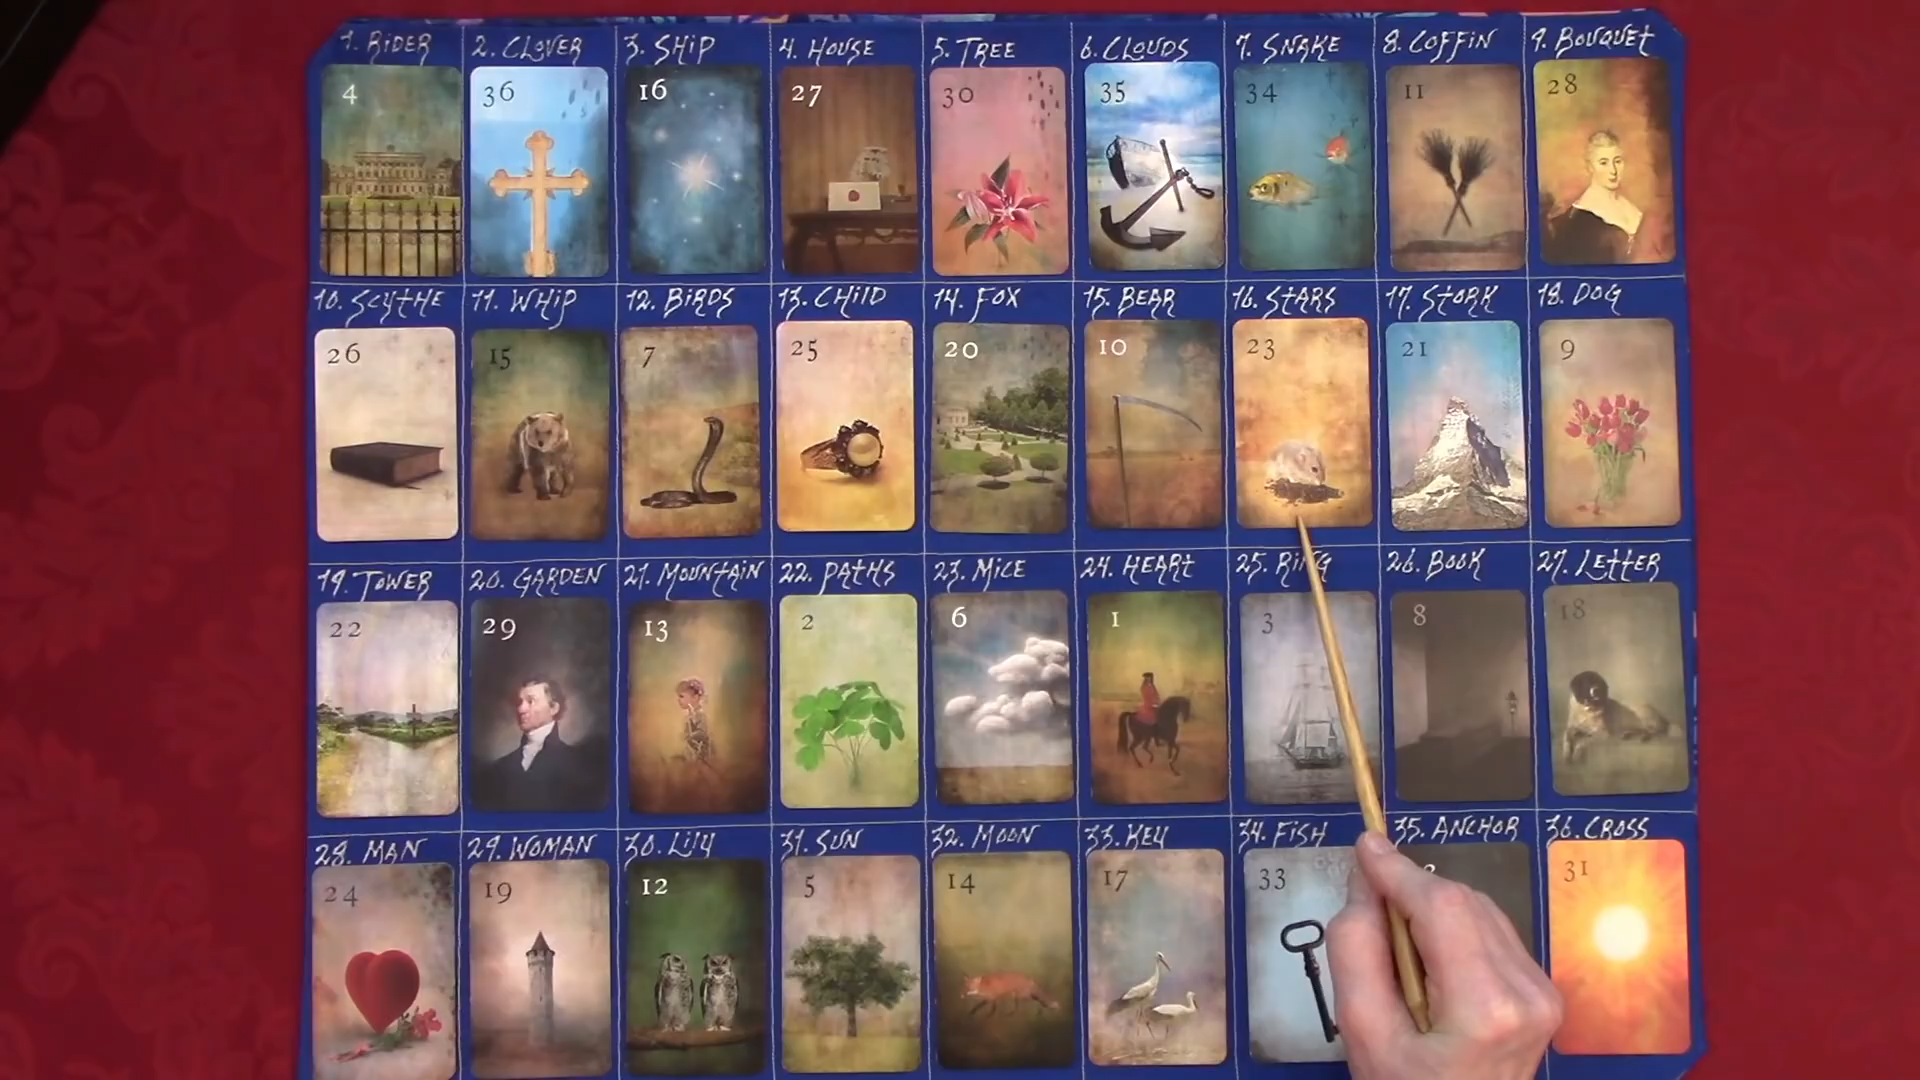 1. RIDER 2. CLOVER 3. SHIP 4. HOUSE 5. TREE 6. CLOUDS 7. SNAKE 8. COFFIN 9. BOUQUET
4 36 16 27 30 35 34 11 28
10. SCYTHE 11. WHIP 12. BIRDS 13. CHILD 14. FOX 15. BEAR 16. STARS 17. STORK 18. DOG
26 15 7 25 20 10 23 21 9
19. TOWER 20. GARDEN 21. MOUNTAIN 22. PATHS 23. MICE 24. HEART 25. RING 26. BOOK 27. LETTER
22 29 13 2 6 1 3 8 18
28. MAN 29. WOMAN 30. LILY 31. SUN 32. MOON 33. KEY 34. FISH 35. ANCHOR 36. CROSS
24 19 12 5 14 17 33 31